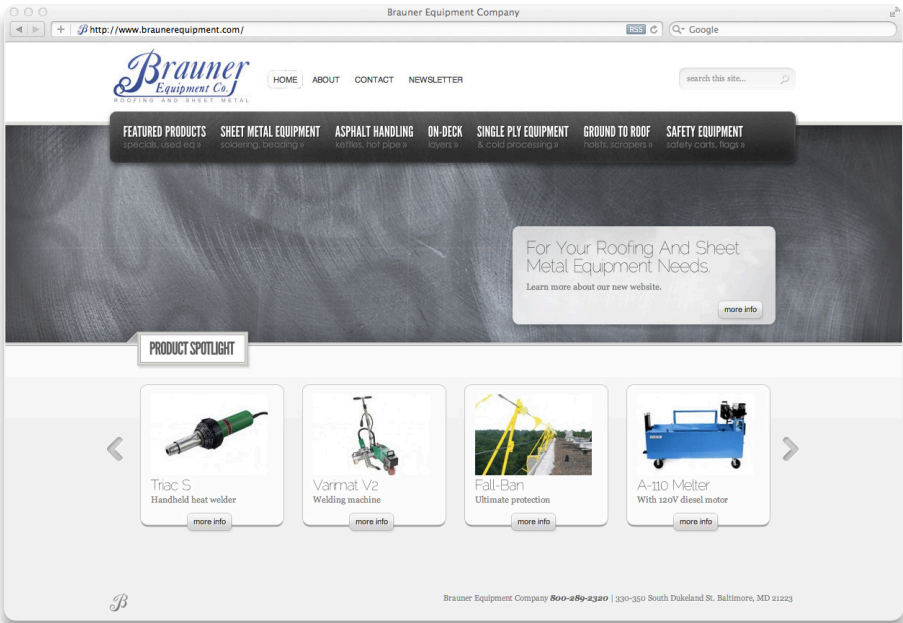 Brauner Equipment Company
http://www.braunerequipment.com/
RSS
Google
Brauner
Equipment Co.
ROOFING AND SHEET METAL
HOME ABOUT CONTACT NEWSLETTER
search this site...
FEATURED PRODUCTS SHEET METAL EQUIPMENT ASPHALT HANDLING ON-DECK SINGLE PLY EQUIPMENT GROUND TO ROOF SAFETY EQUIPMENT
specials, used eq » soldering, beading » kettles, hot pipe » layers » & cold processing » hoists, scrapers » safety carts, flags »
For Your Roofing And Sheet
Metal Equipment Needs.
Learn more about our new website.
more info
PRODUCT SPOTLIGHT
Triac S Varimat V2 Fall-Ban A-110 Melter
Handheld heat welder Welding machine Ultimate protection With 120V diesel motor
more info more info more info more info
B Brauner Equipment Company 800-289-2320 | 330-350 South Dukeland St. Baltimore, MD 21223